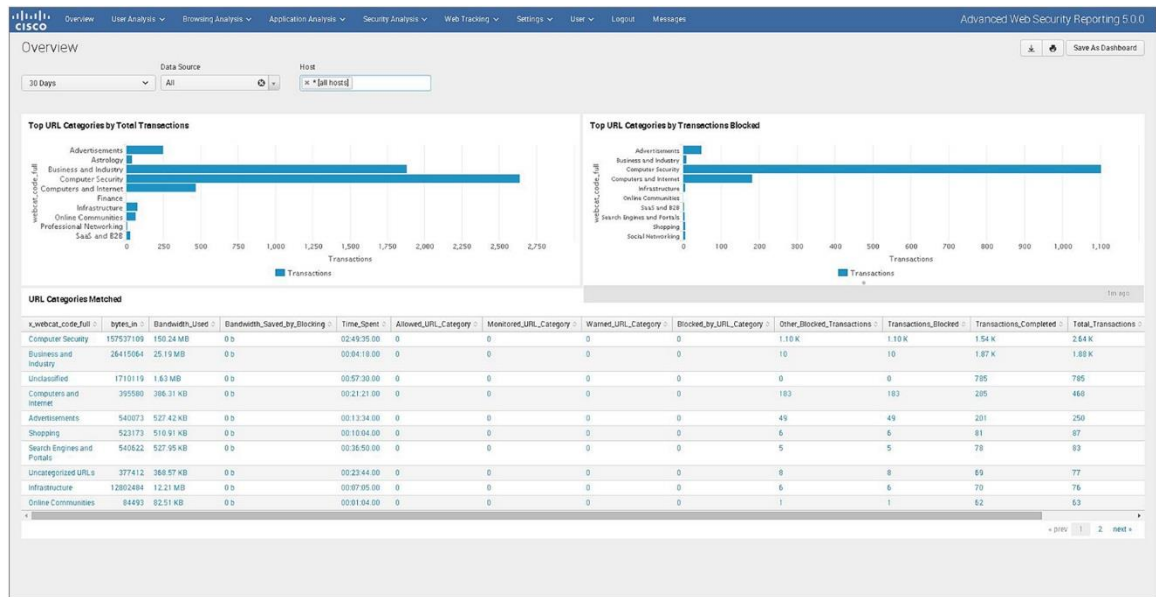 CISCO Overview User Analysis Browsing Analysis Application Analysis Security Analysis Web Tracking Settings User Logout Messages Advanced Web Security Reporting 5.0.0
Overview Save As Dashboard
Data Source Host
30 Days All * [all hosts]
Top URL Categories by Total Transactions
webcat_code_full
Advertisements
Astrology
Business and Industry
Computer Security
Computers and Internet
Finance
Infrastructure
Online Communities
Professional Networking
SaaS and B2B
0 250 500 750 1,000 1,250 1,500 1,750 2,000 2,250 2,500 2,750
Transactions
Transactions
Top URL Categories by Transactions Blocked
webcat_code_full
Advertisements
Business and Industry
Computer Security
Computers and Internet
Infrastructure
Online Communities
SaaS and B2B
Search Engines and Portals
Shopping
Social Networking
0 100 200 300 400 500 600 700 800 900 1,000 1,100
Transactions
Transactions
1m ago
URL Categories Matched
x_webcat_code_full bytes_in Bandwidth_Used Bandwidth_Saved_by_Blocking Time_Spent Allowed_URL_Category Monitored_URL_Category Warned_URL_Category Blocked_by_URL_Category Other_Blocked_Transactions Transactions_Blocked Transactions_Completed Total_Transactions
Computer Security 157537109 150.24 MB 0 b 02:49:35.00 0 0 0 0 1.10 K 1.10 K 1.54 K 2.64 K
Business and Industry 26415064 25.19 MB 0 b 00:04:18.00 0 0 0 0 10 10 1.87 K 1.88 K
Unclassified 1710119 1.63 MB 0 b 00:57:30.00 0 0 0 0 0 0 785 785
Computers and Internet 395580 386.31 KB 0 b 00:21:21.00 0 0 0 0 183 183 285 468
Advertisements 540073 527.42 KB 0 b 00:13:34.00 0 0 0 0 49 49 201 250
Shopping 523173 510.91 KB 0 b 00:10:04.00 0 0 0 0 6 6 81 87
Search Engines and Portals 540622 527.95 KB 0 b 00:36:50.00 0 0 0 0 5 5 78 83
Uncategorized URLs 377412 368.57 KB 0 b 00:23:44.00 0 0 0 0 8 8 69 77
Infrastructure 12802484 12.21 MB 0 b 00:07:05.00 0 0 0 0 6 6 70 76
Online Communities 84493 82.51 KB 0 b 00:01:04.00 0 0 0 0 1 1 62 63
« prev 1 2 next »